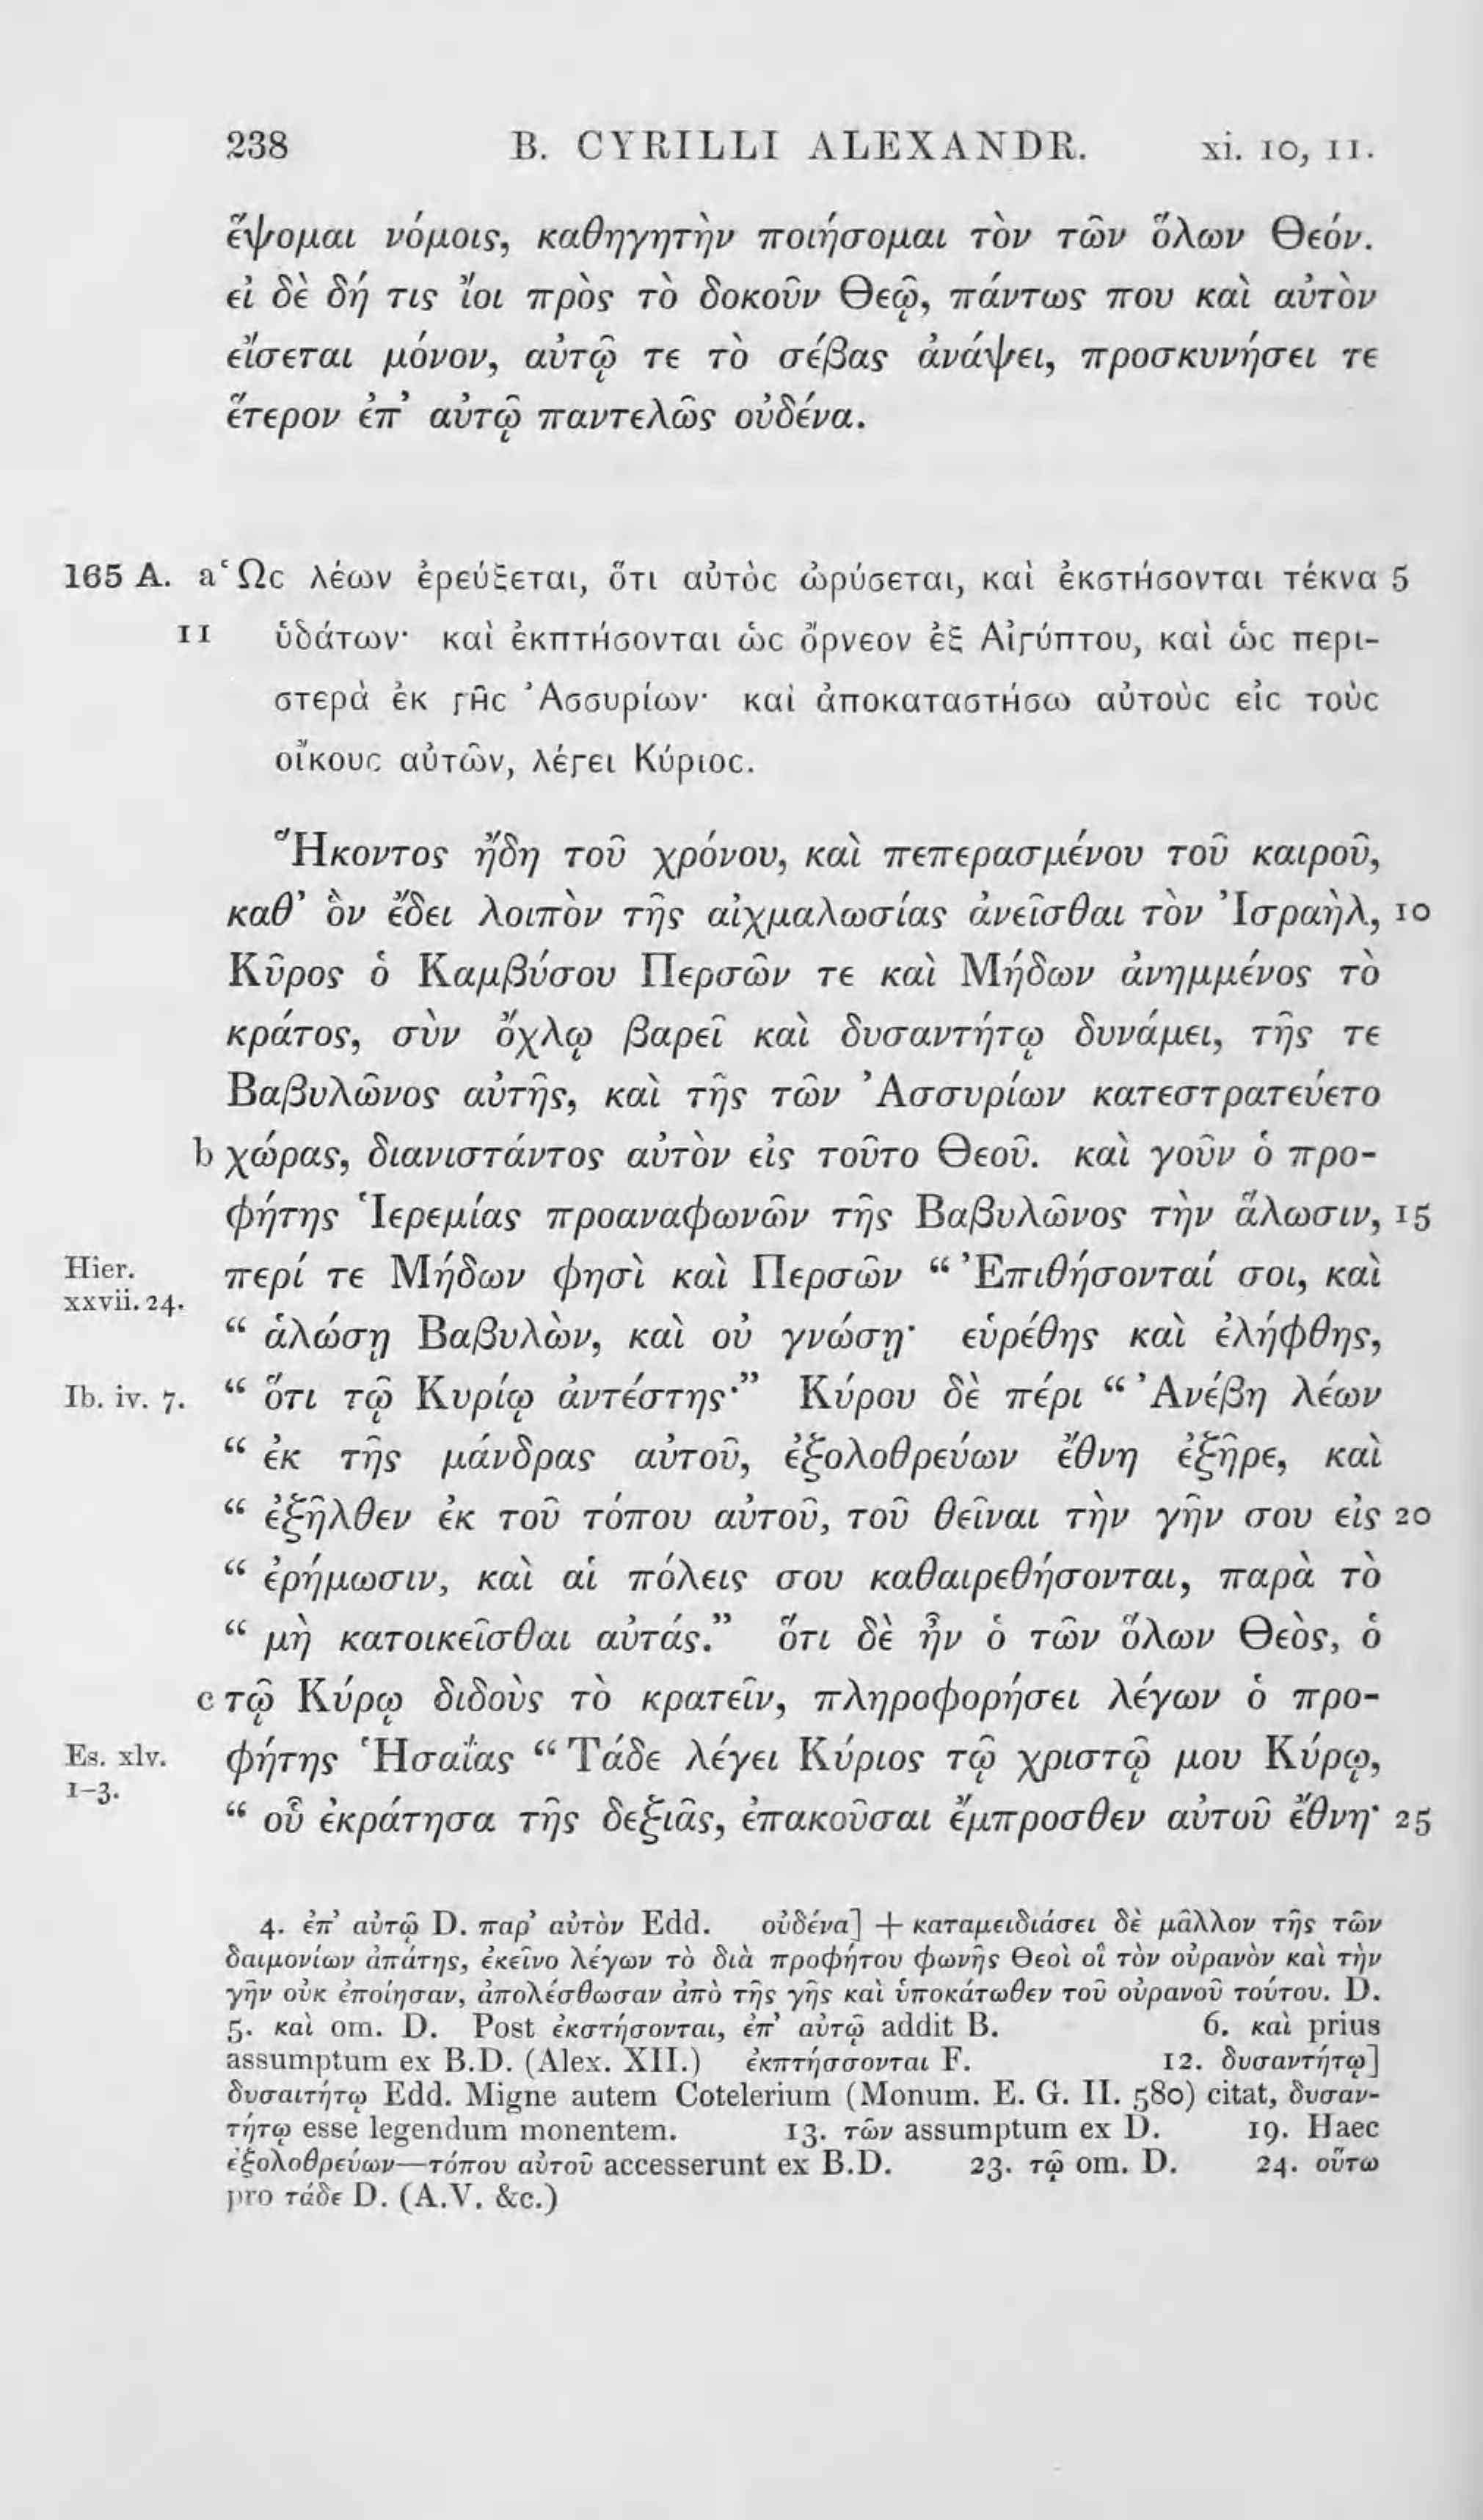 238 B. CYRILLI ALEXANDR. xi. 10, 11.
ἕψομαι νόμοις, καθηγητὴν ποιήσομαι τὸν τῶν ὅλων Θεόν.
εἰ δὲ δή τις ἴοι πρὸς τὸ δοκοῦν Θεῷ, πάντως που καὶ αὐτὸν
εἴσεται μόνον, αὐτῷ τε τὸ σέβας ἀνάψει, προσκυνήσει τε
ἕτερον ἐπ’ αὐτῷ παντελῶς οὐδένα.
165 A. a Ὡς λέων ἐρεύξεται, ὅτι αὐτὸς ὠρύσεται, καὶ ἐκστήσονται τέκνα 5
11 ὑδάτων· καὶ ἐκπτήσονται ὡς ὄρνεον ἐξ Αἰγύπτου, καὶ ὡς περι-
στερὰ ἐκ γῆς Ἀσσυρίων· καὶ ἀποκαταστήσω αὐτοὺς εἰς τοὺς
οἴκους αὐτῶν, λέγει Κύριος.
Ἥκοντος ἤδη τοῦ χρόνου, καὶ πεπερασμένου τοῦ καιροῦ,
καθ’ ὃν ἔδει λοιπὸν τῆς αἰχμαλωσίας ἀνεῖσθαι τὸν Ἰσραὴλ, 10
Κῦρος ὁ Καμβύσου Περσῶν τε καὶ Μήδων ἀνημμένος τὸ
κράτος, σὺν ὄχλῳ βαρεῖ καὶ δυσαντήτῳ δυνάμει, τῆς τε
Βαβυλῶνος αὐτῆς, καὶ τῆς τῶν Ἀσσυρίων κατεστρατεύετο
b χώρας, διανιστάντος αὐτὸν εἰς τοῦτο Θεοῦ. καὶ γοῦν ὁ προ-
φήτης Ἱερεμίας προαναφωνῶν τῆς Βαβυλῶνος τὴν ἅλωσιν, 15
Hier. xxvii. 24. περί τε Μήδων φησὶ καὶ Περσῶν “ Ἐπιθήσονταί σοι, καὶ
“ ἁλώσῃ Βαβυλὼν, καὶ οὐ γνώσῃ· εὑρέθης καὶ ἐλήφθης,
Ib. iv. 7. “ ὅτι τῷ Κυρίῳ ἀντέστης·” Κύρου δὲ πέρι “ Ἀνέβη λέων
“ ἐκ τῆς μάνδρας αὐτοῦ, ἐξολοθρεύων ἔθνη ἐξῆρε, καὶ
“ ἐξῆλθεν ἐκ τοῦ τόπου αὐτοῦ, τοῦ θεῖναι τὴν γῆν σου εἰς 20
“ ἐρήμωσιν, καὶ αἱ πόλεις σου καθαιρεθήσονται, παρὰ τὸ
“ μὴ κατοικεῖσθαι αὐτάς.” ὅτι δὲ ἦν ὁ τῶν ὅλων Θεὸς, ὁ
c τῷ Κύρῳ διδοὺς τὸ κρατεῖν, πληροφορήσει λέγων ὁ προ-
Es. xlv. 1-3. φήτης Ἡσαΐας “ Τάδε λέγει Κύριος τῷ χριστῷ μου Κύρῳ,
“ οὗ ἐκράτησα τῆς δεξιᾶς, ἐπακοῦσαι ἔμπροσθεν αὐτοῦ ἔθνη· 25
4. ἐπ’ αὐτῷ D. παρ’ αὐτὸν Edd. οὐδένα] + καταμειδιάσει δὲ μᾶλλον τῆς τῶν
δαιμονίων ἀπάτης, ἐκεῖνο λέγων τὸ διὰ προφήτου φωνῆς Θεοὶ οἳ τὸν οὐρανὸν καὶ τὴν
γῆν οὐκ ἐποίησαν, ἀπολέσθωσαν ἀπὸ τῆς γῆς καὶ ὑποκάτωθεν τοῦ οὐρανοῦ τούτου. D.
5. καὶ om. D. Post ἐκστήσονται, ἐπ’ αὐτῷ addit B. 6. καὶ prius
assumptum ex B.D. (Alex. XII.) ἐκπτήσσονται F. 12. δυσαντήτῳ]
δυσαιτήτῳ Edd. Migne autem Cotelerium (Monum. E. G. II. 580) citat, δυσαν-
τήτῳ esse legendum monentem. 13. τῶν assumptum ex D. 19. Haec
ἐξολοθρεύων—τόπου αὐτοῦ accesserunt ex B.D. 23. τῷ om. D. 24. οὕτω
pro τάδε D. (A.V. &c.)